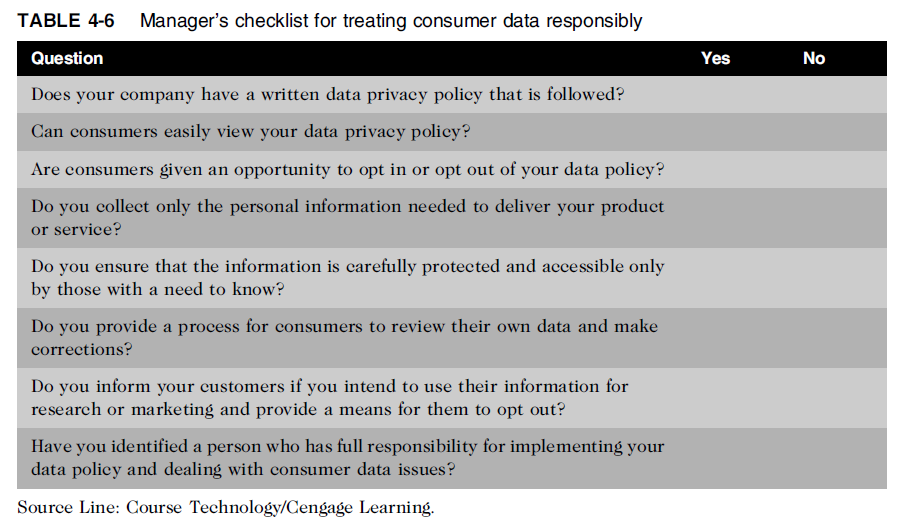 TABLE 4-6 Manager's checklist for treating consumer data responsibly
Question Yes No
Does your company have a written data privacy policy that is followed?
Can consumers easily view your data privacy policy?
Are consumers given an opportunity to opt in or opt out of your data policy?
Do you collect only the personal information needed to deliver your product
or service?
Do you ensure that the information is carefully protected and accessible only
by those with a need to know?
Do you provide a process for consumers to review their own data and make
corrections?
Do you inform your customers if you intend to use their information for
research or marketing and provide a means for them to opt out?
Have you identified a person who has full responsibility for implementing your
data policy and dealing with consumer data issues?
Source Line: Course Technology/Cengage Learning.